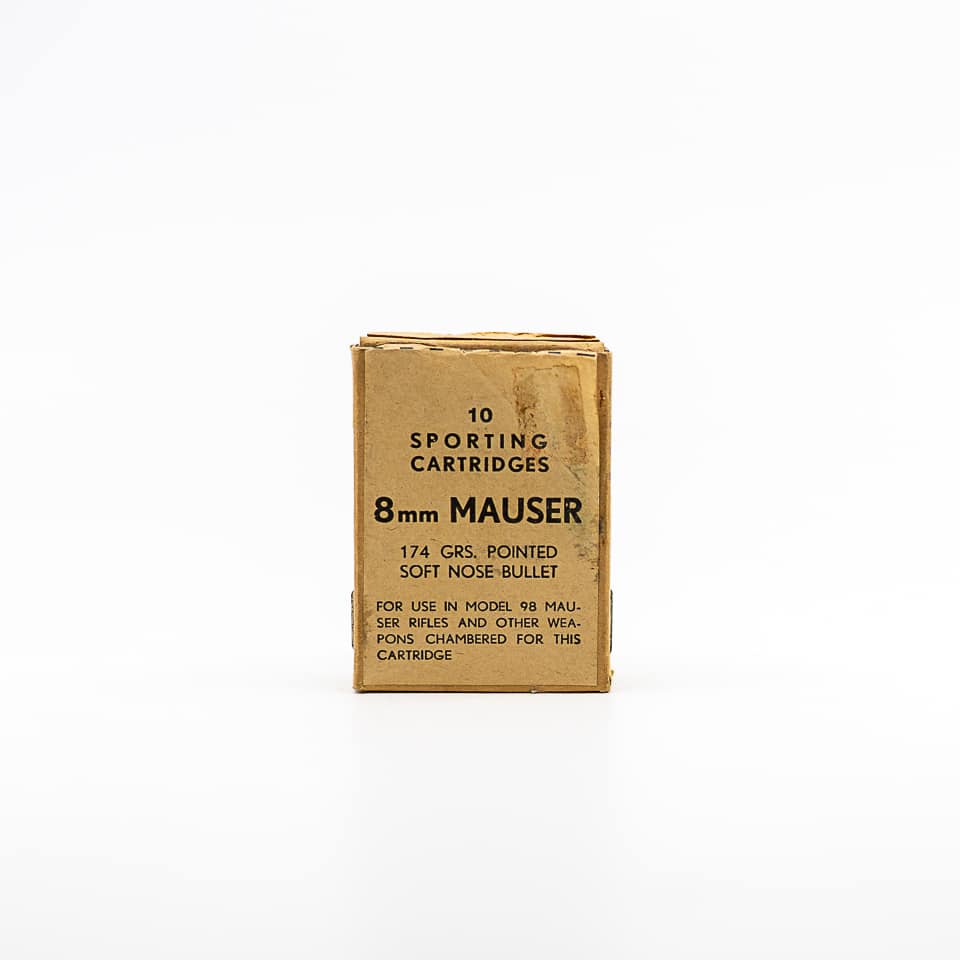 10
SPORTING
CARTRIDGES
8mm MAUSER
174 GRS. POINTED
SOFT NOSE BULLET
FOR USE IN MODEL 98 MAU-
SER RIFLES AND OTHER WEA-
PONS CHAMBERED FOR THIS
CARTRIDGE